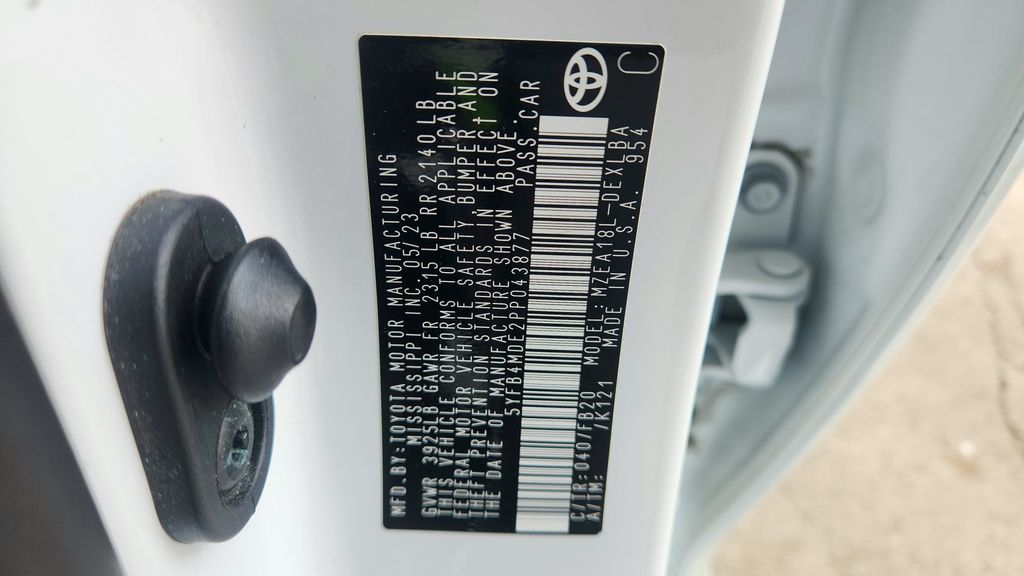 MFD.BY:TOYOTA MOTOR MANUFACTURING
MISSISSIPPI INC. 05/23
GVWR 3925LB GAWR FR 2315 LB RR 2140 LB
THIS VEHICLE CONFORMS TO ALL APPLICABLE
FEDERAL MOTOR VEHICLE SAFETY, BUMPER AND
THEFT PREVENTION STANDARDS IN EFFECT ON
THE DATE OF MANUFACTURE SHOWN ABOVE.
5YFB4MDE2PP043877 PASS.CAR
C/TR:040/FB20 MODEL:MZEA18L-DEXLBA
A/TM: /K121 MADE IN U.S.A. 954
C